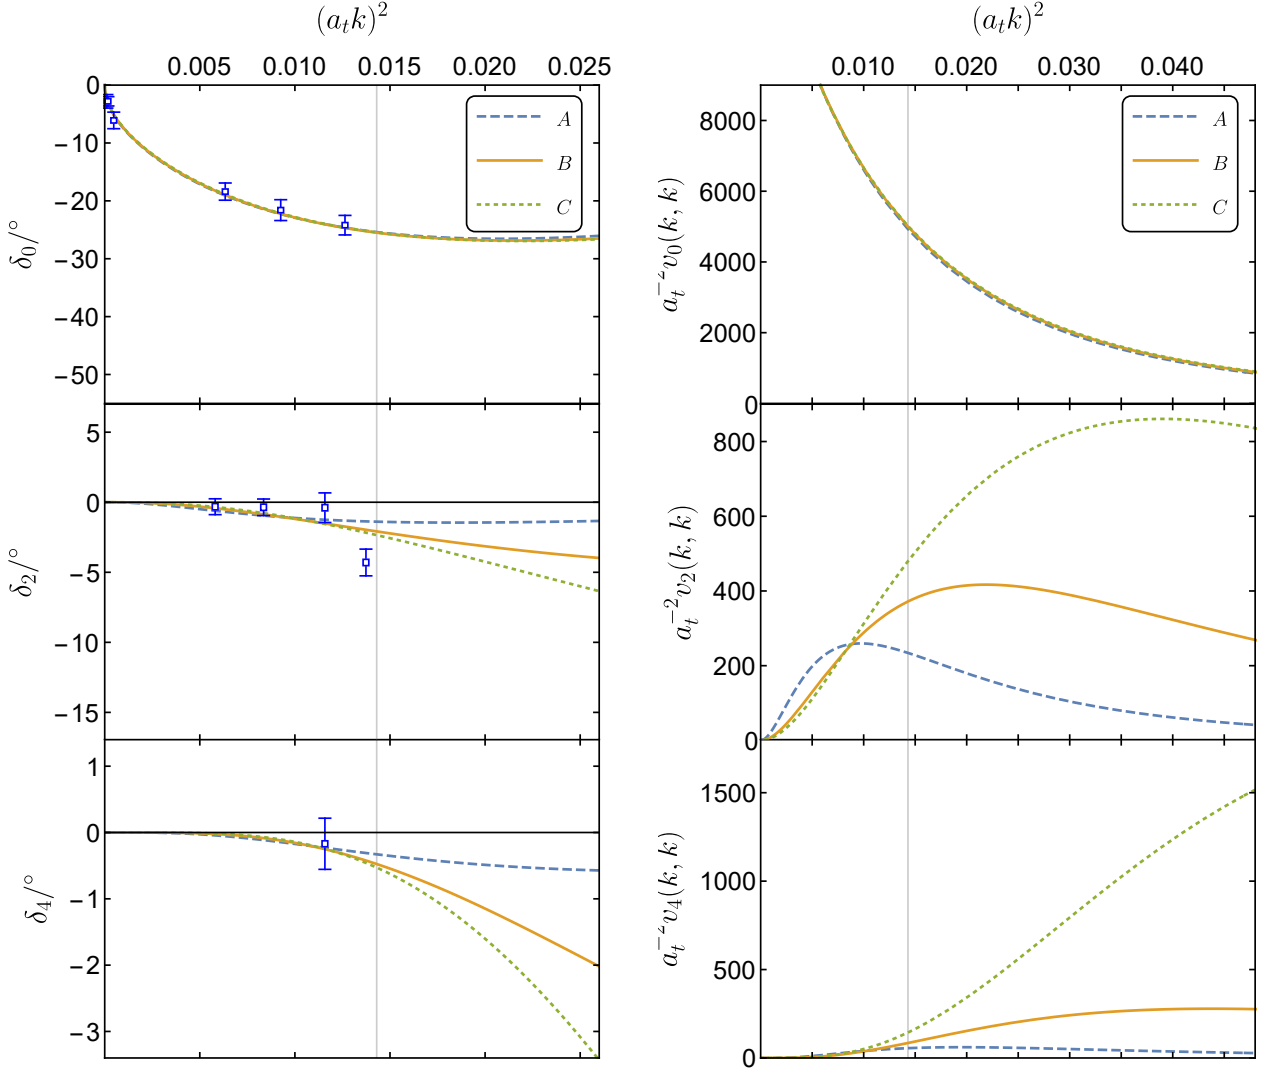 (a_t k)^2
(a_t k)^2
0.005 0.010 0.015 0.020 0.025
0.010 0.020 0.030 0.040
δ_0/°
0
−10
−20
−30
−40
−50
A
B
C
a_t^{−2} v_0(k, k)
8000
6000
4000
2000
0
A
B
C
δ_2/°
5
0
−5
−10
−15
a_t^{−2} v_2(k, k)
800
600
400
200
0
δ_4/°
1
0
−1
−2
−3
a_t^{−2} v_4(k, k)
1500
1000
500
0